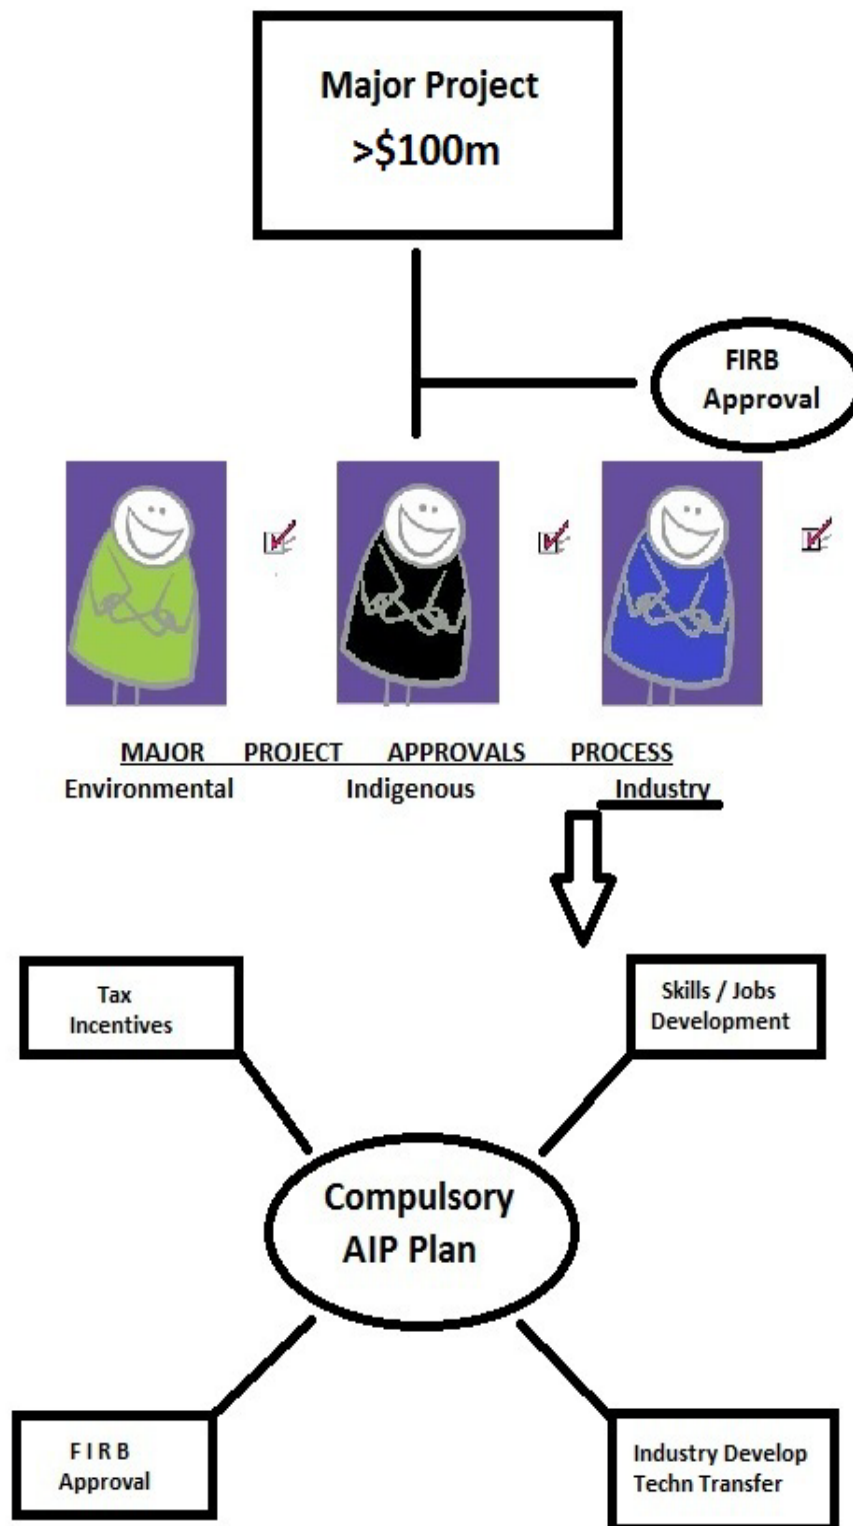 Major Project
>$100m
FIRB
Approval
MAJOR PROJECT APPROVALS PROCESS
Environmental Indigenous Industry
Tax
Incentives
Skills / Jobs
Development
Compulsory
AIP Plan
F I R B
Approval
Industry Develop
Techn Transfer